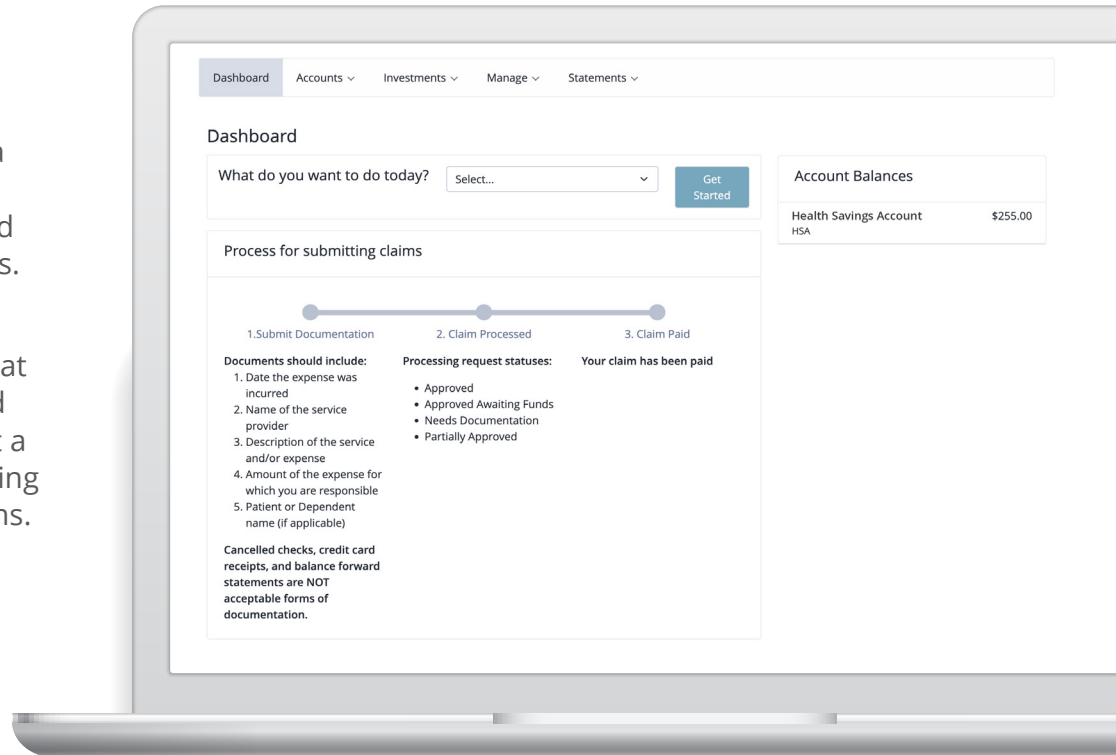 Dashboard Accounts Investments Manage Statements
Dashboard
What do you want to do today?
Select...
Get
Started
Process for submitting claims
1.Submit Documentation
Documents should include:
1. Date the expense was
incurred
2. Name of the service
provider
3. Description of the service
and/or expense
4. Amount of the expense for
which you are responsible
5. Patient or Dependent
name (if applicable)
Cancelled checks, credit card
receipts, and balance forward
statements are NOT
acceptable forms of
documentation.
2. Claim Processed
Processing request statuses:
• Approved
• Approved Awaiting Funds
• Needs Documentation
• Partially Approved
3. Claim Paid
Your claim has been paid
Account Balances
Health Savings Account $255.00
HSA